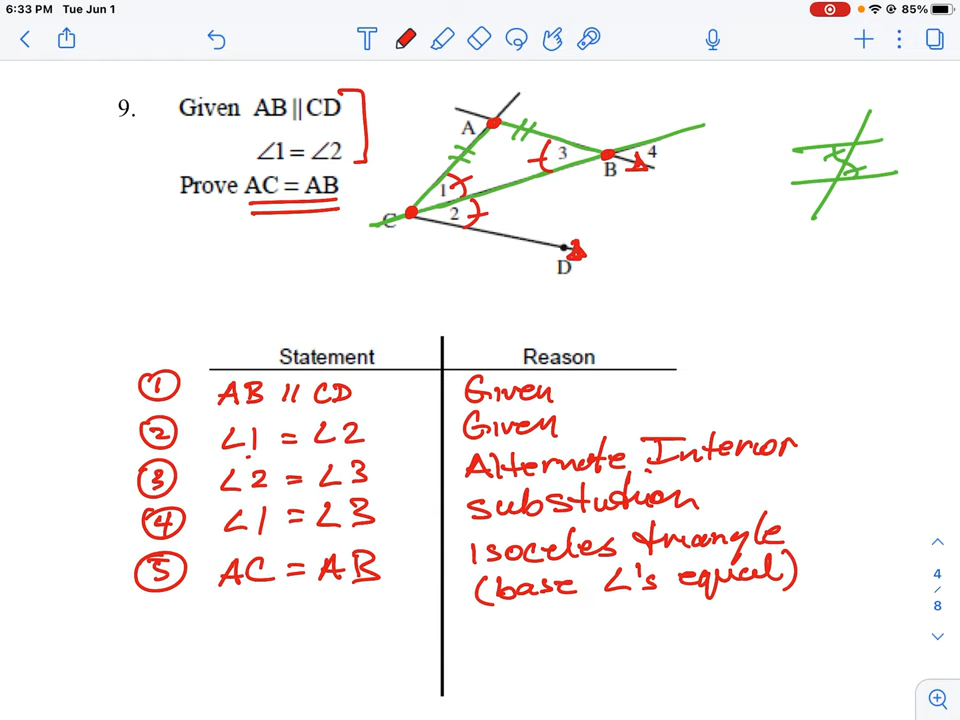 6:33 PM Tue Jun 1
85%
9. Given AB || CD
∠1 = ∠2
Prove AC = AB
A
3
4
B
1
C
2
D
Statement Reason
① AB // CD Given
② ∠1 = ∠2 Given
③ ∠2 = ∠3 Alternate Interior
④ ∠1 = ∠3 substution
⑤ AC = AB Isoceles triangle
(base ∠'s equal)
4
/
8